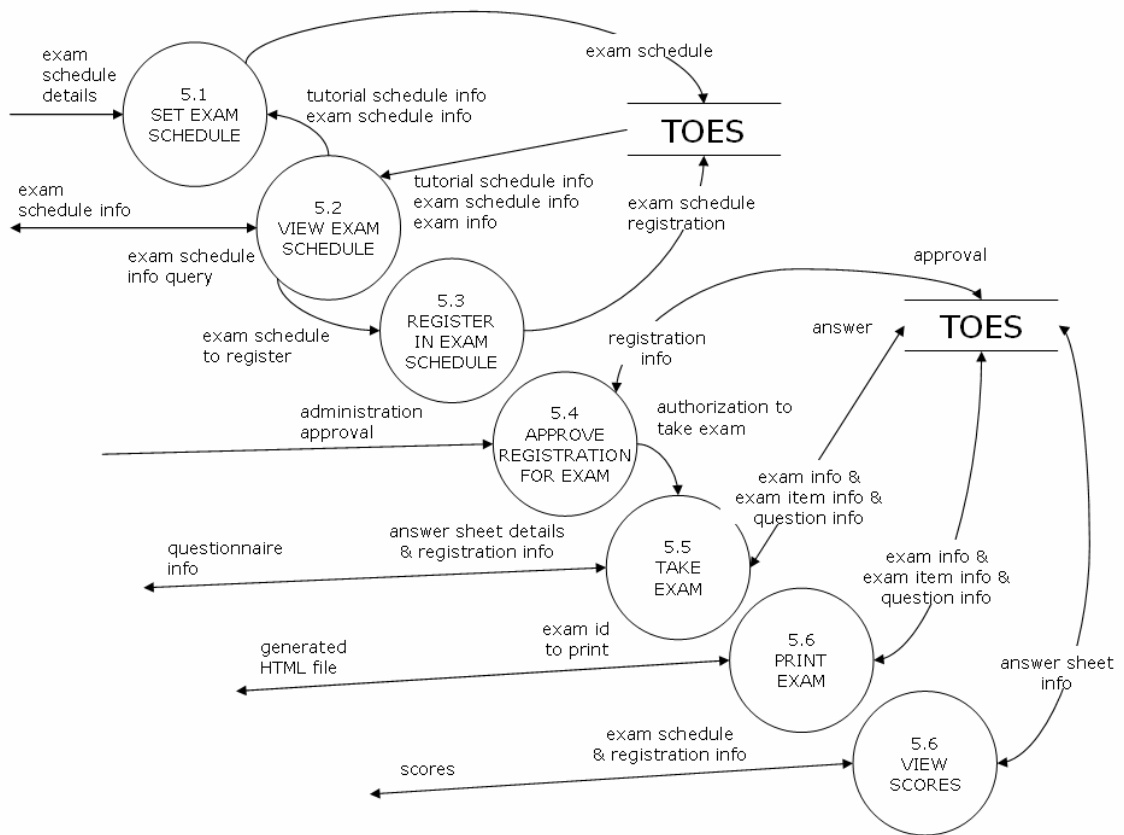 exam schedule
exam
schedule
details
5.1
SET EXAM
SCHEDULE
tutorial schedule info
exam schedule info
TOES
exam
schedule info
5.2
VIEW EXAM
SCHEDULE
tutorial schedule info
exam schedule info
exam info
exam schedule
registration
exam schedule
info query
approval
5.3
REGISTER
IN EXAM
SCHEDULE
exam schedule
to register
registration
info
answer
TOES
administration
approval
5.4
APPROVE
REGISTRATION
FOR EXAM
authorization to
take exam
exam info &
exam item info &
question info
answer sheet details
& registration info
questionnaire
info
5.5
TAKE
EXAM
exam info &
exam item info &
question info
exam id
to print
generated
HTML file
5.6
PRINT
EXAM
answer sheet
info
exam schedule
& registration info
scores
5.6
VIEW
SCORES